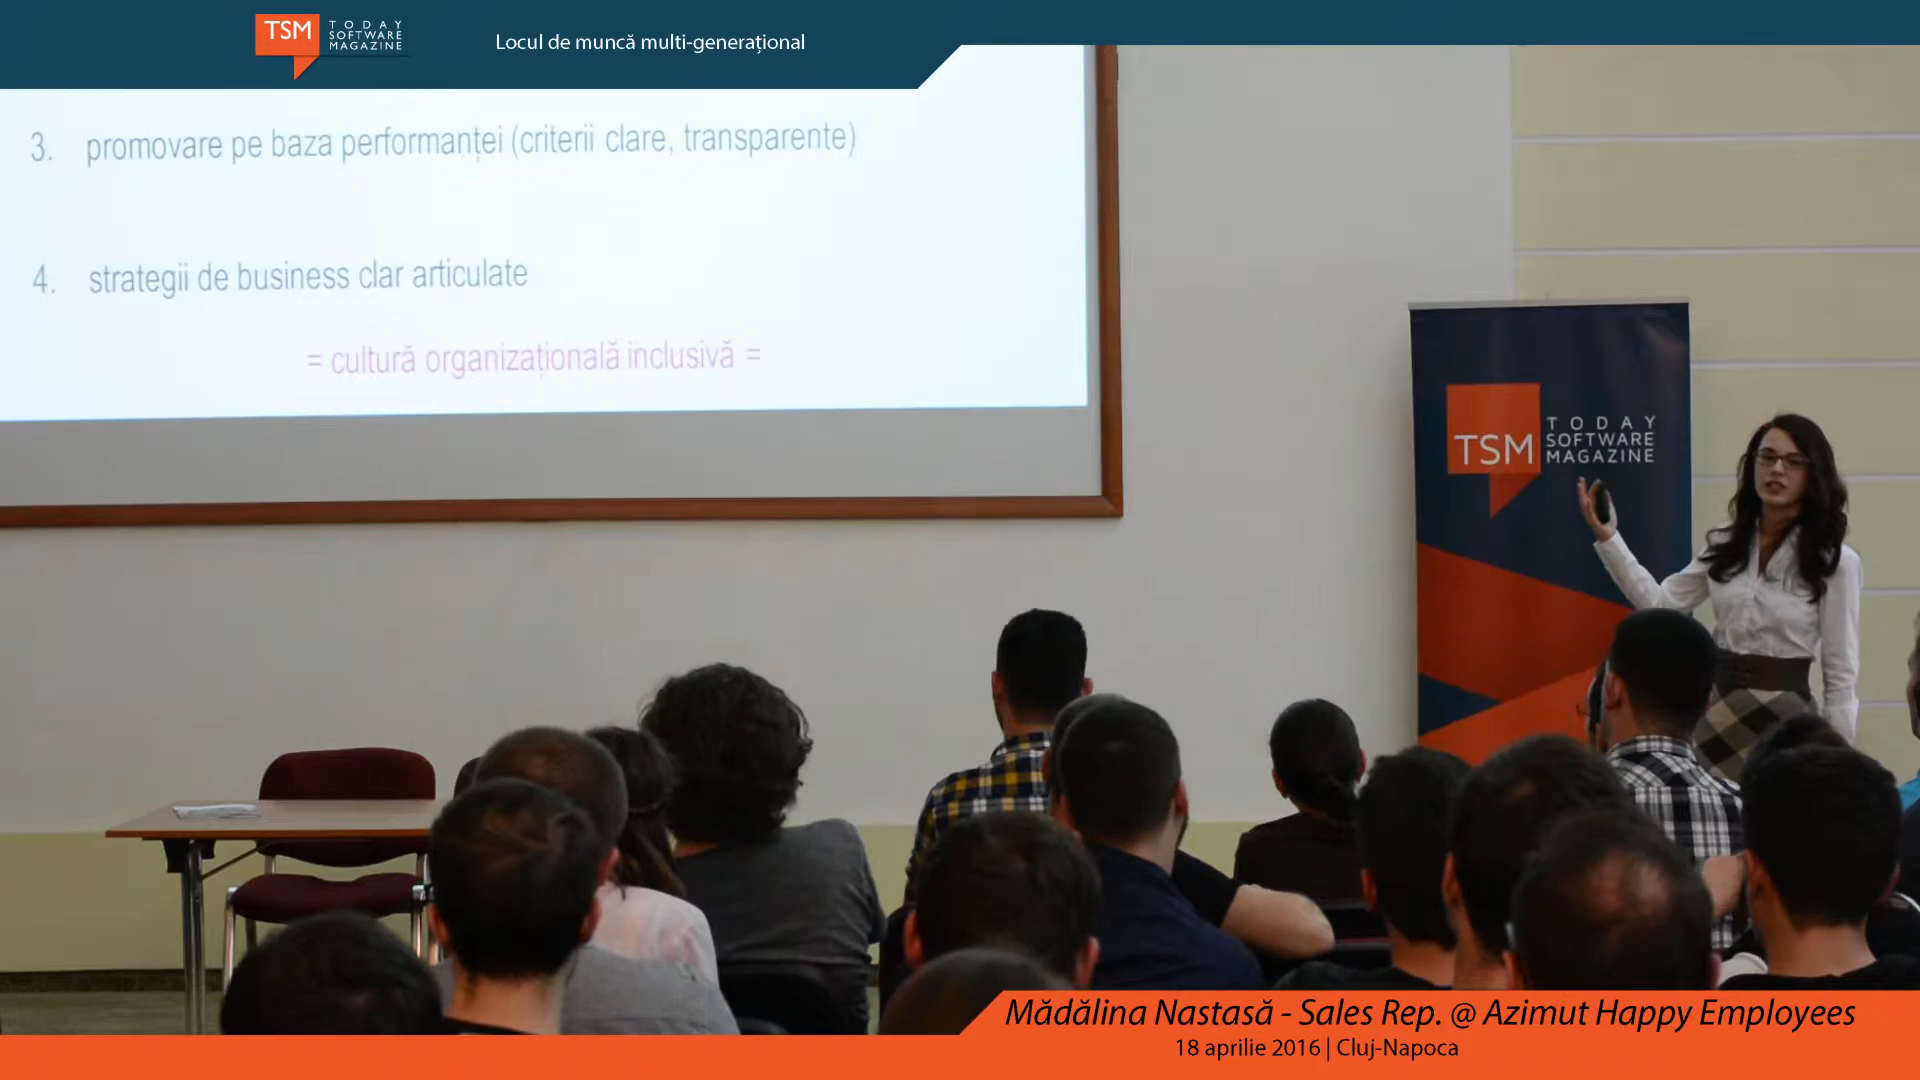 TSM
TODAY
SOFTWARE
MAGAZINE
Locul de muncă multi-generațional
3. promovare pe baza performanței (criterii clare, transparente)
4. strategii de business clar articulate
= cultură organizațională inclusivă =
TSM
TODAY
SOFTWARE
MAGAZINE
Mădălina Nastasă - Sales Rep. @ Azimut Happy Employees
18 aprilie 2016 | Cluj-Napoca